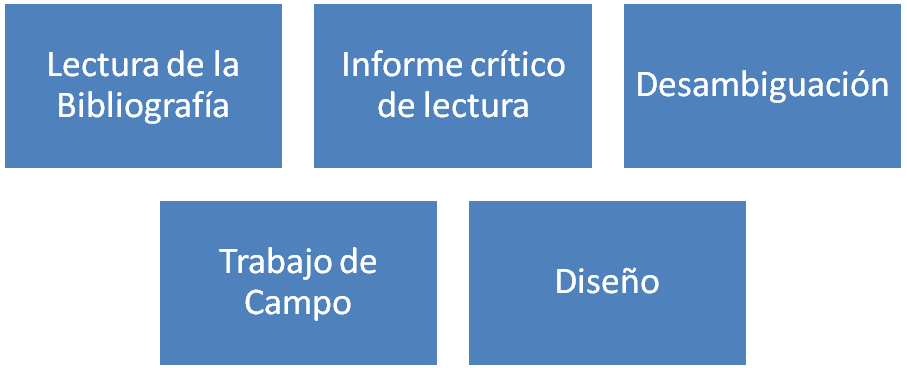 Lectura de la
Bibliografía
Informe crítico
de lectura
Desambiguación
Trabajo de
Campo
Diseño